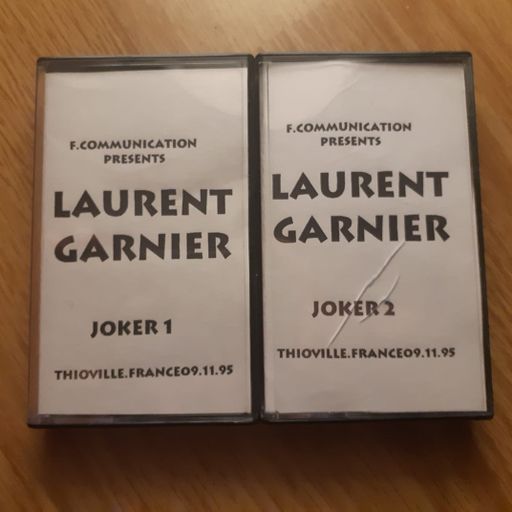 F.COMMUNICATION
PRESENTS
LAURENT
GARNIER
JOKER 1
THIOVILLE.FRANCE09.11.95
F.COMMUNICATION
PRESENTS
LAURENT
GARNIER
JOKER 2
THIOVILLE.FRANCE09.11.95